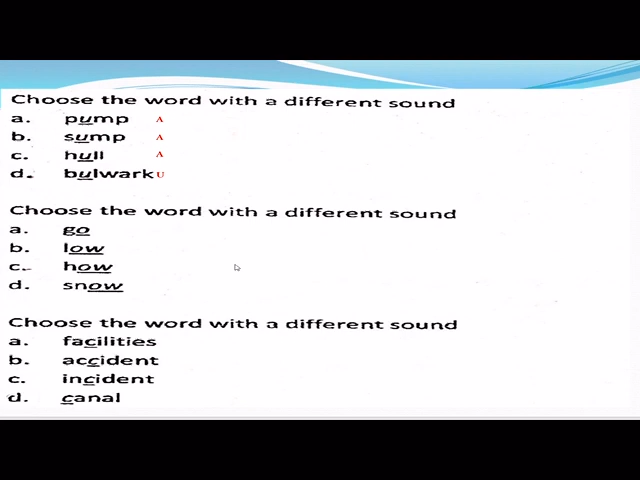 Choose the word with a different sound
a. pump Λ
b. sump Λ
c. hull Λ
d. bulwark U
Choose the word with a different sound
a. go
b. low
c. how
d. snow
Choose the word with a different sound
a. facilities
b. accident
c. incident
d. canal